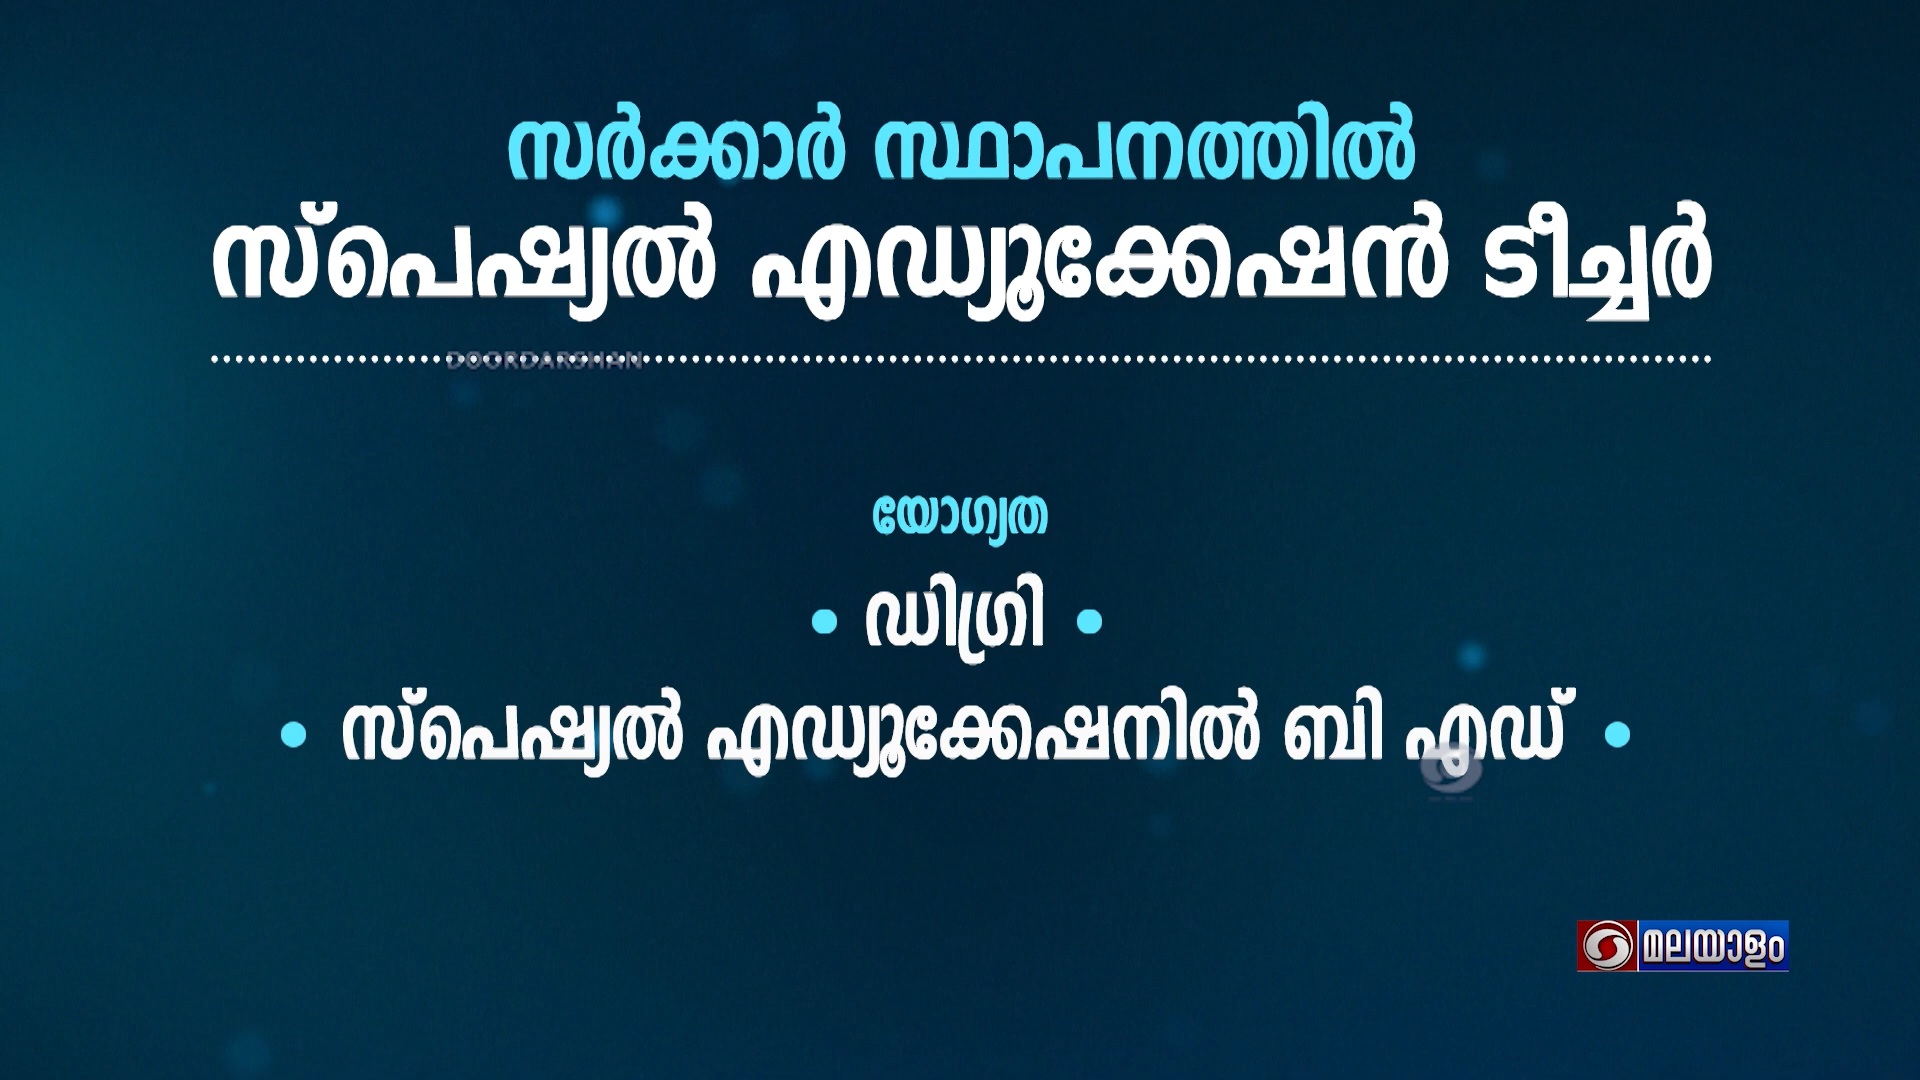 സർക്കാർ സ്ഥാപനത്തിൽ
സ്പെഷ്യൽ എഡ്യൂക്കേഷൻ ടീച്ചർ
DOORDARSHAN
യോഗ്യത
• ഡിഗ്രി •
• സ്പെഷ്യൽ എഡ്യൂക്കേഷനിൽ ബി എഡ് •
മലയാളം